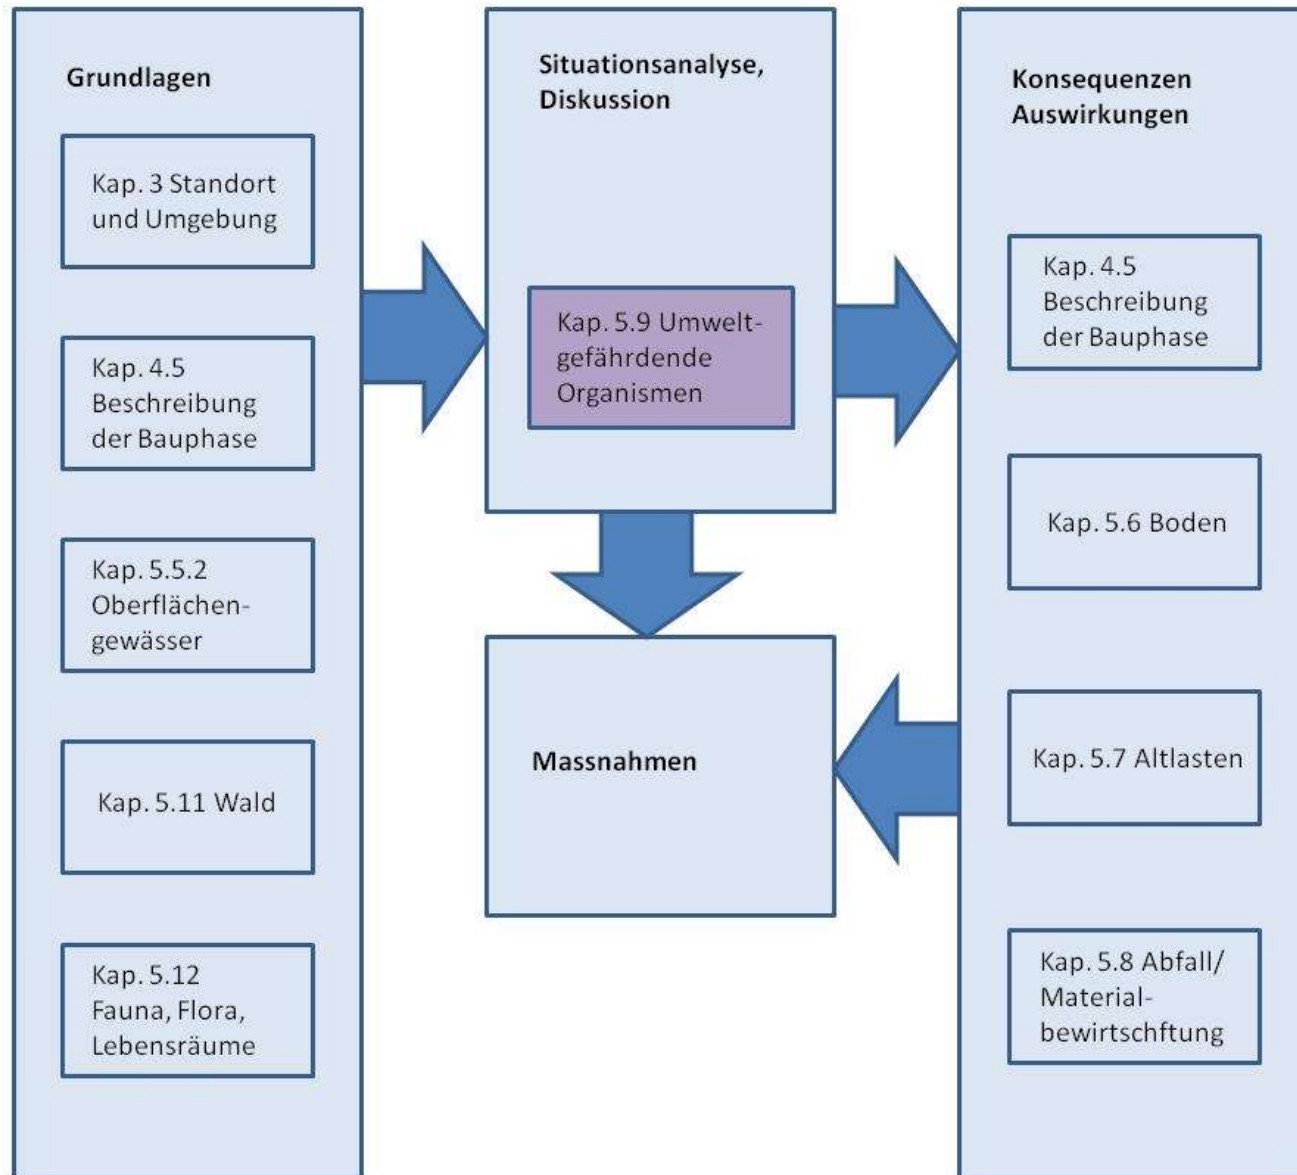 Grundlagen
Kap. 3 Standort
und Umgebung
Kap. 4.5
Beschreibung
der Bauphase
Kap. 5.5.2
Oberflächen-
gewässer
Kap. 5.11 Wald
Kap. 5.12
Fauna, Flora,
Lebensräume
Situationsanalyse,
Diskussion
Kap. 5.9 Umwelt-
gefährdende
Organismen
Massnahmen
Konsequenzen
Auswirkungen
Kap. 4.5
Beschreibung
der Bauphase
Kap. 5.6 Boden
Kap. 5.7 Altlasten
Kap. 5.8 Abfall/
Material-
bewirtschftung